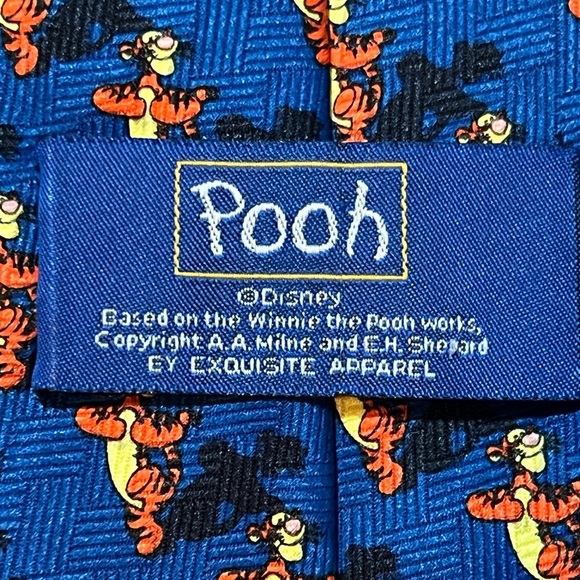 Pooh
©Disney
Based on the Winnie the Pooh works,
Copyright A.A. Milne and E.H. Shepard
BY EXQUISITE APPAREL